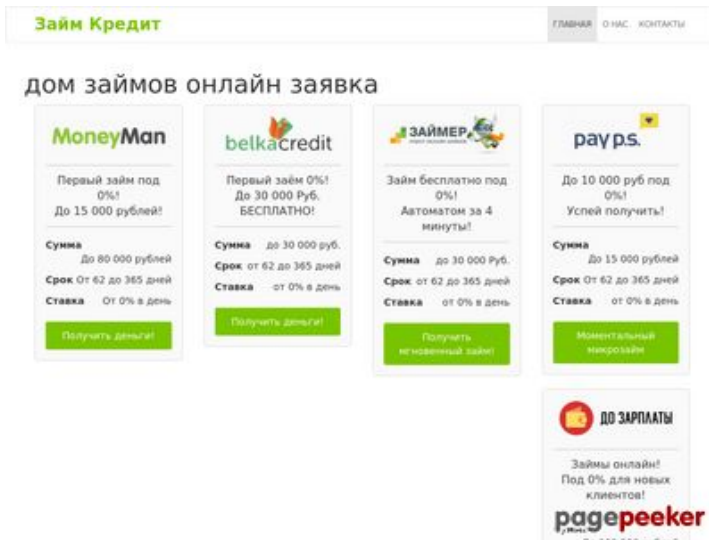 Займ Кредит
ГЛАВНАЯ О НАС КОНТАКТЫ
дом займов онлайн заявка
MoneyMan
Первый займ под
0%!
До 15 000 рублей!
Сумма
До 80 000 рублей
Срок От 62 до 365 дней
Ставка От 0% в день
Получить деньги!
belkacredit
Первый заём 0%!
До 30 000 Руб.
БЕСПЛАТНО!
Сумма до 30 000 руб.
Срок от 62 до 365 дней
Ставка от 0% в день
Получить деньги!
ЗАЙМЕР
Займ бесплатно под
0%!
Автоматом за 4
минуты!
Сумма до 30 000 Руб.
Срок от 62 до 365 дней
Ставка от 0% в день
Получить
мгновенный займ!
pay p.s.
До 10 000 руб под
0%!
Успей получить!
Сумма
До 15 000 рублей
Срок От 62 до 365 дней
Ставка От 0% в день
Моментальный
микрозайм
ДО ЗАРПЛАТЫ
Займы онлайн!
Под 0% для новых
клиентов!
pagepeeker